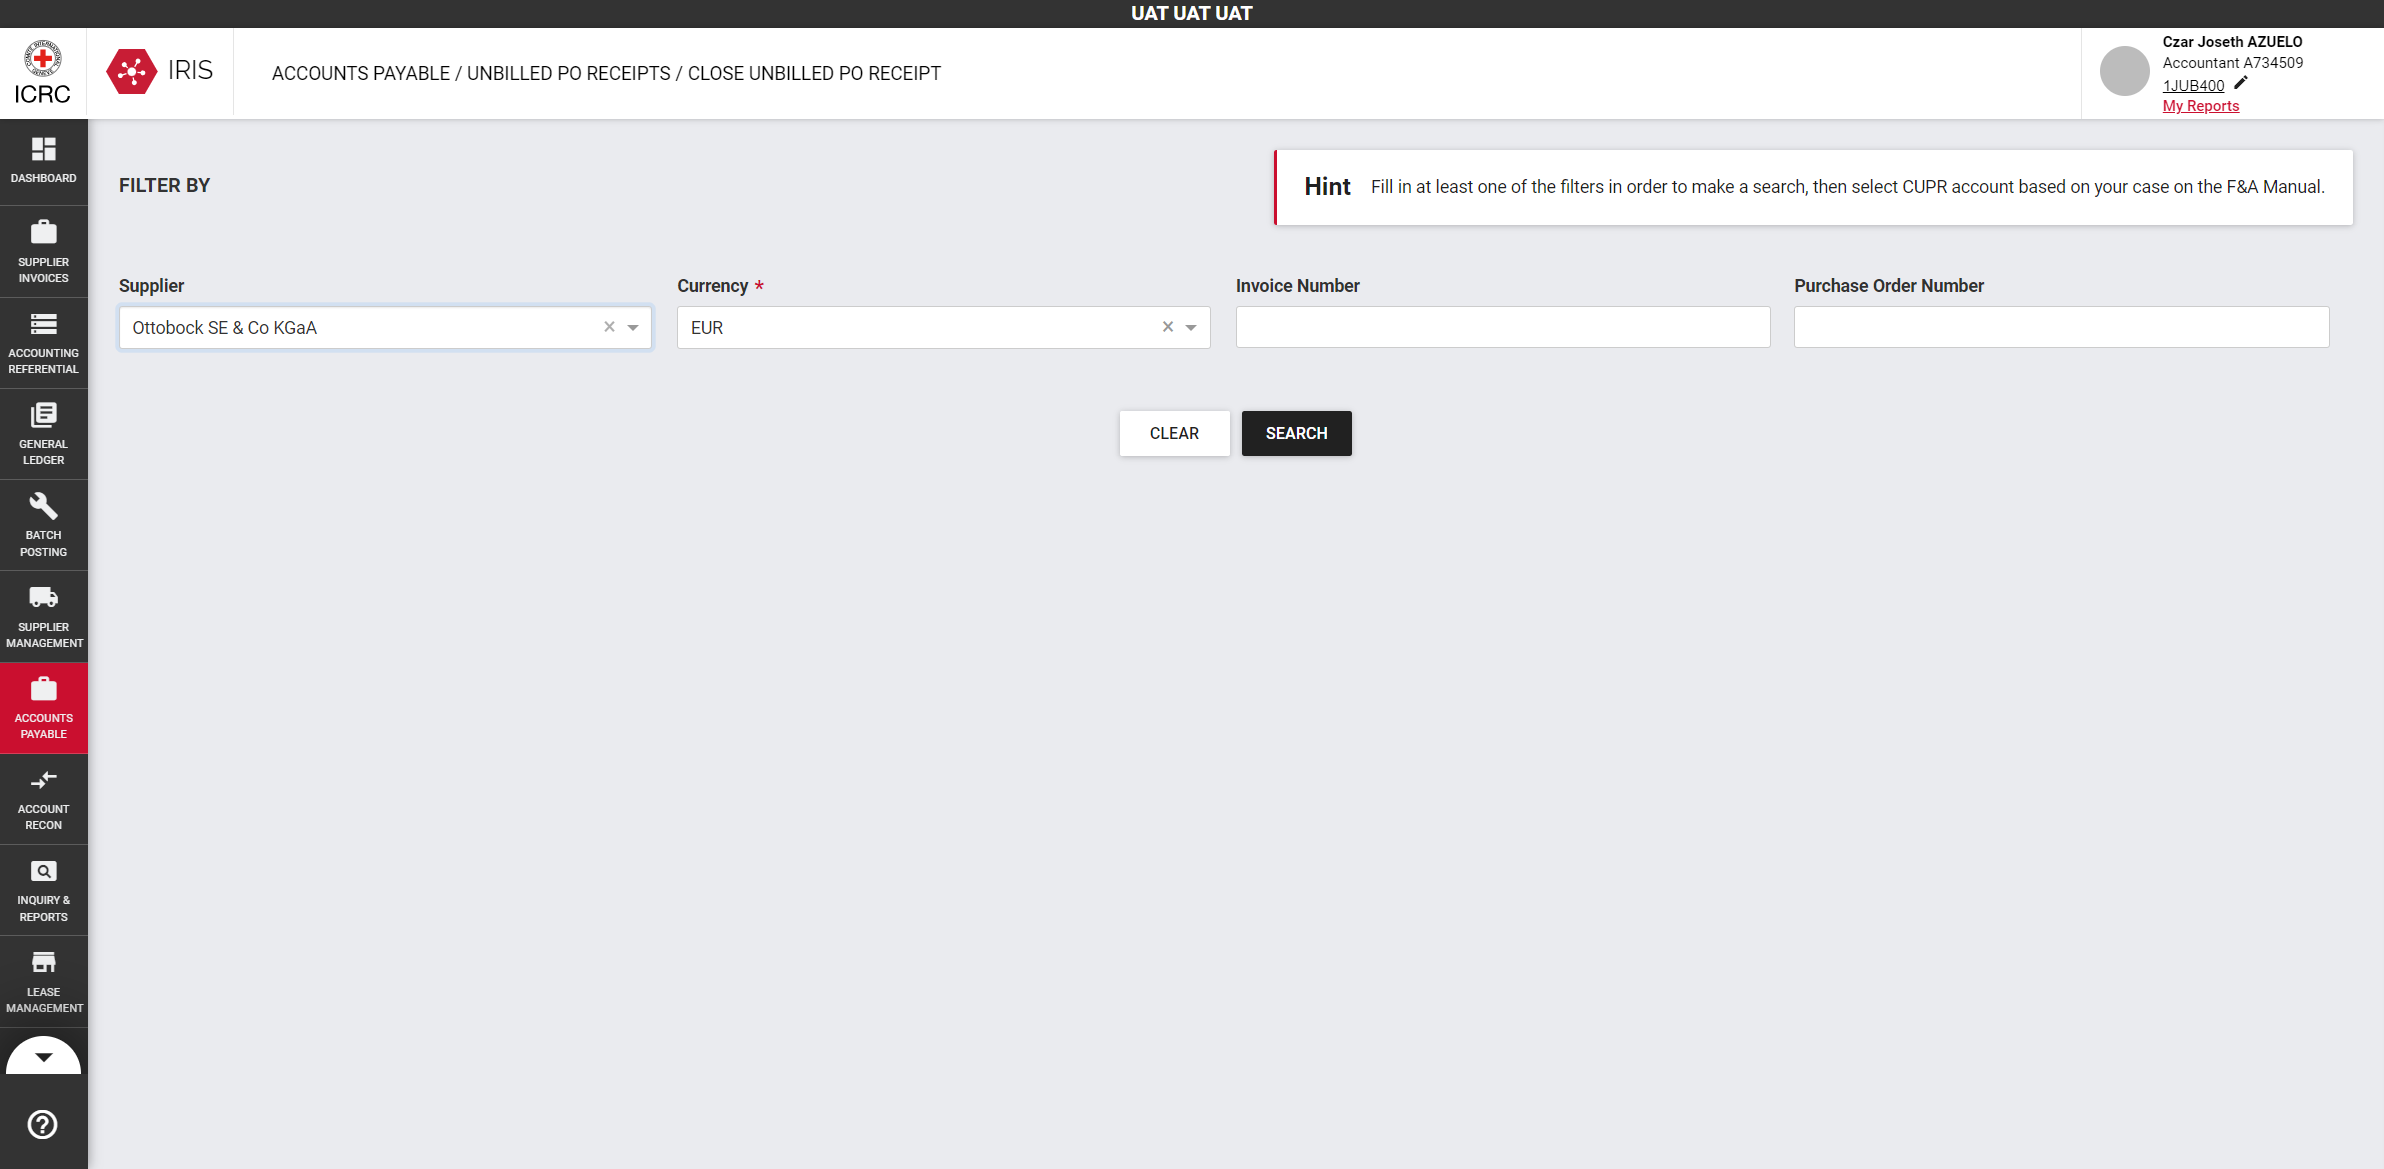 UAT UAT UAT
ICRC
IRIS
ACCOUNTS PAYABLE / UNBILLED PO RECEIPTS / CLOSE UNBILLED PO RECEIPT
Czar Joseth AZUELO
Accountant A734509
1JUB400
My Reports
DASHBOARD
SUPPLIER
INVOICES
ACCOUNTING
REFERENTIAL
GENERAL
LEDGER
BATCH
POSTING
SUPPLIER
MANAGEMENT
ACCOUNTS
PAYABLE
ACCOUNT
RECON
INQUIRY &
REPORTS
LEASE
MANAGEMENT
FILTER BY
Hint Fill in at least one of the filters in order to make a search, then select CUPR account based on your case on the F&A Manual.
Supplier
Currency *
Invoice Number
Purchase Order Number
Ottobock SE & Co KGaA
EUR
CLEAR
SEARCH